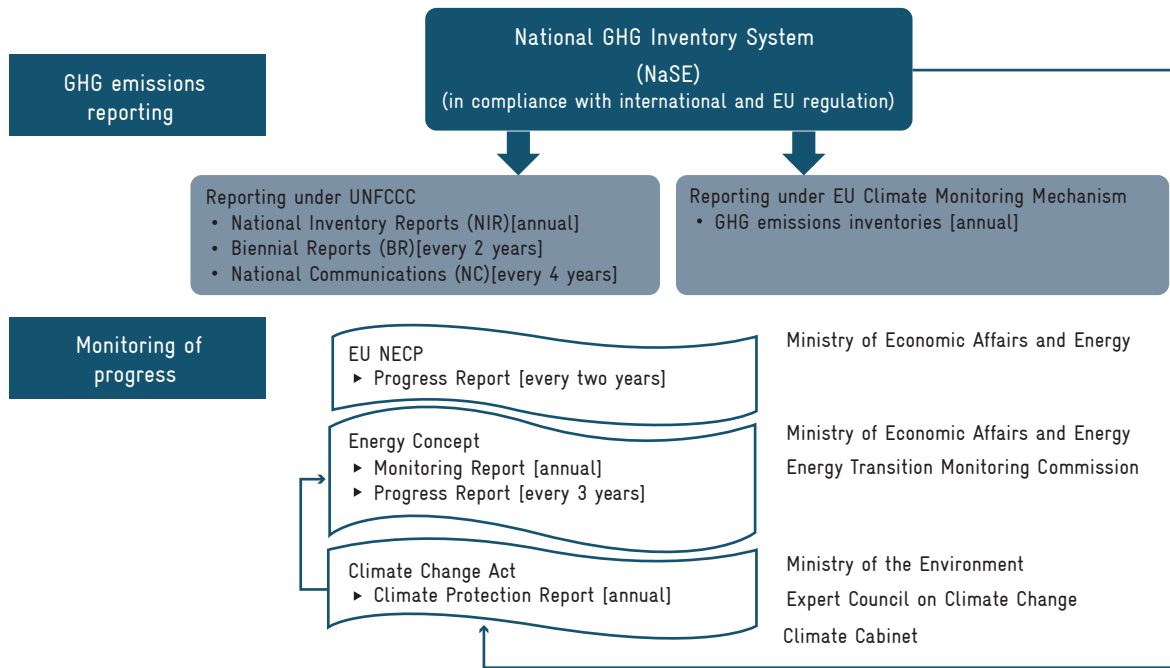 GHG emissions
reporting
National GHG Inventory System
(NaSE)
(in compliance with international and EU regulation)
Reporting under UNFCCC
• National Inventory Reports (NIR)[annual]
• Biennial Reports (BR)[every 2 years]
• National Communications (NC)[every 4 years]
Reporting under EU Climate Monitoring Mechanism
• GHG emissions inventories [annual]
Monitoring of
progress
EU NECP
▸ Progress Report [every two years]
Ministry of Economic Affairs and Energy
Energy Concept
▸ Monitoring Report [annual]
▸ Progress Report [every 3 years]
Ministry of Economic Affairs and Energy
Energy Transition Monitoring Commission
Climate Change Act
▸ Climate Protection Report [annual]
Ministry of the Environment
Expert Council on Climate Change
Climate Cabinet